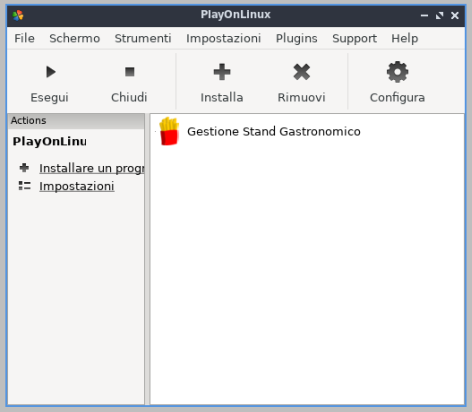 PlayOnLinux
File Schermo Strumenti Impostazioni Plugins Support Help
Esegui Chiudi Installa Rimuovi Configura
Actions
PlayOnLinu
Gestione Stand Gastronomico
Installare un progr
Impostazioni